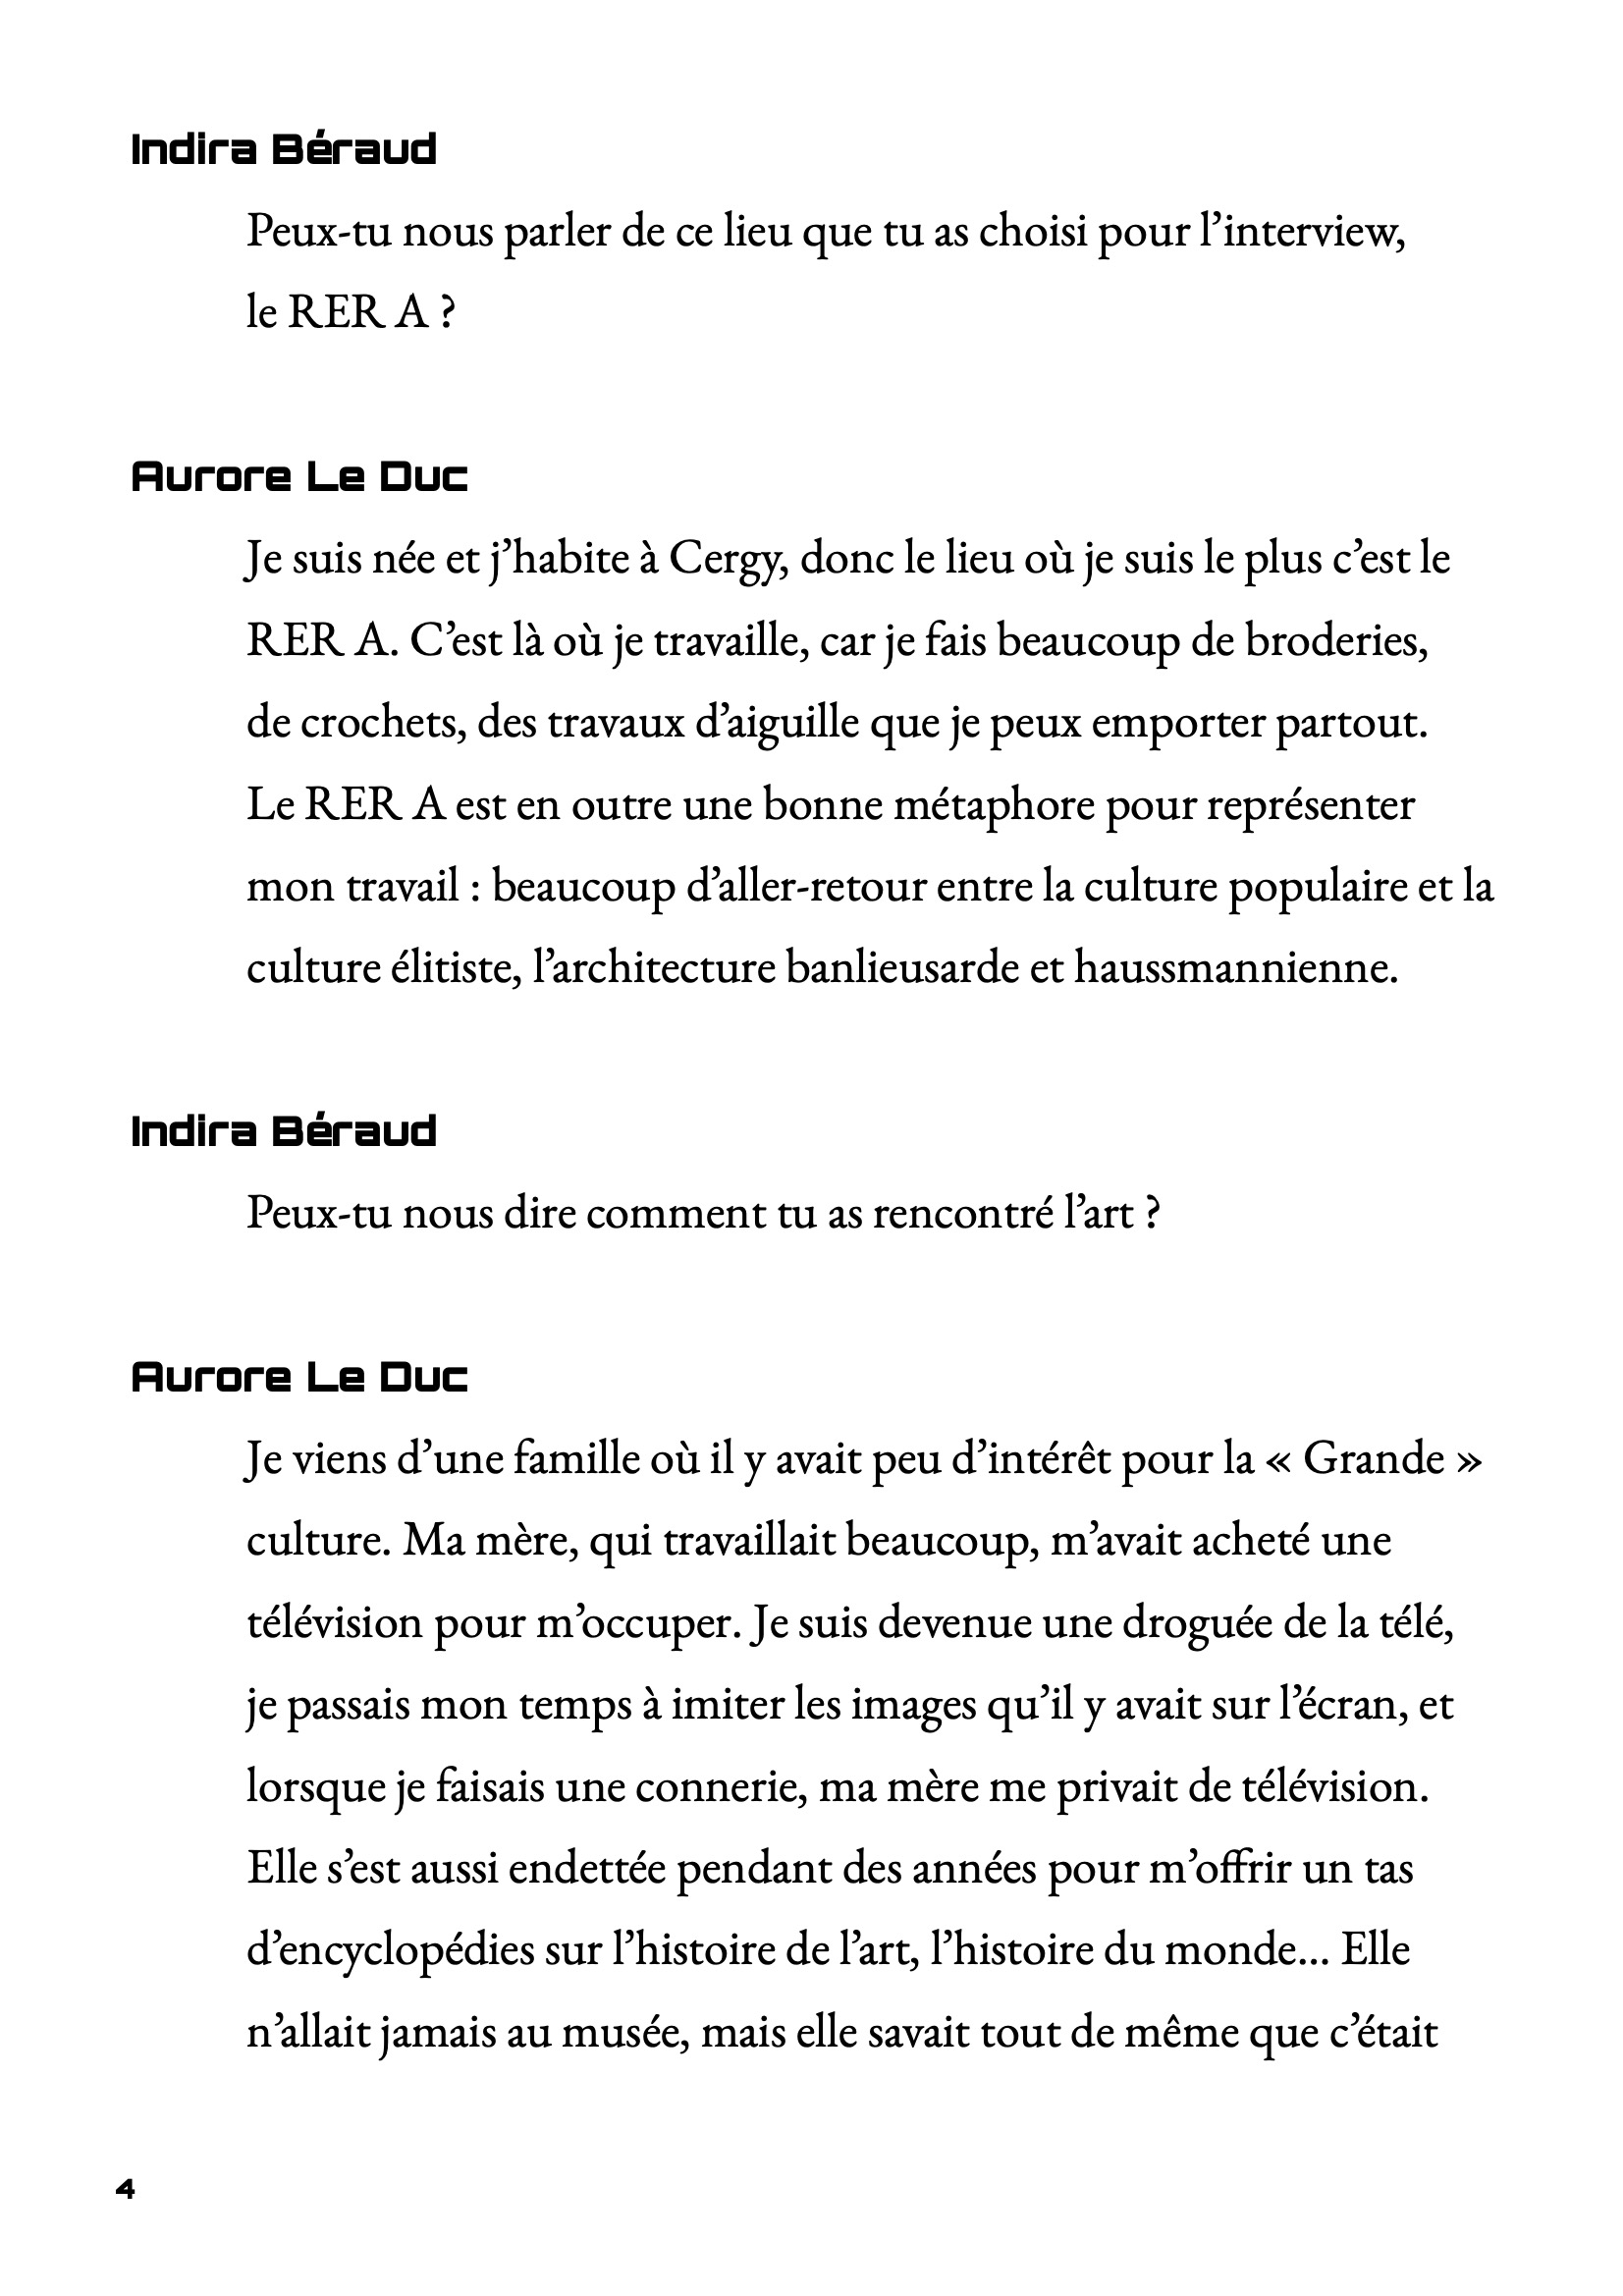 Indira Béraud
Peux-tu nous parler de ce lieu que tu as choisi pour l’interview,
le RER A ?
Aurore Le Duc
Je suis née et j’habite à Cergy, donc le lieu où je suis le plus c’est le
RER A. C’est là où je travaille, car je fais beaucoup de broderies,
de crochets, des travaux d’aiguille que je peux emporter partout.
Le RER A est en outre une bonne métaphore pour représenter
mon travail : beaucoup d’aller-retour entre la culture populaire et la
culture élitiste, l’architecture banlieusarde et haussmannienne.
Indira Béraud
Peux-tu nous dire comment tu as rencontré l’art ?
Aurore Le Duc
Je viens d’une famille où il y avait peu d’intérêt pour la « Grande »
culture. Ma mère, qui travaillait beaucoup, m’avait acheté une
télévision pour m’occuper. Je suis devenue une droguée de la télé,
je passais mon temps à imiter les images qu’il y avait sur l’écran, et
lorsque je faisais une connerie, ma mère me privait de télévision.
Elle s’est aussi endettée pendant des années pour m’offrir un tas
d’encyclopédies sur l’histoire de l’art, l’histoire du monde... Elle
n’allait jamais au musée, mais elle savait tout de même que c’était
4